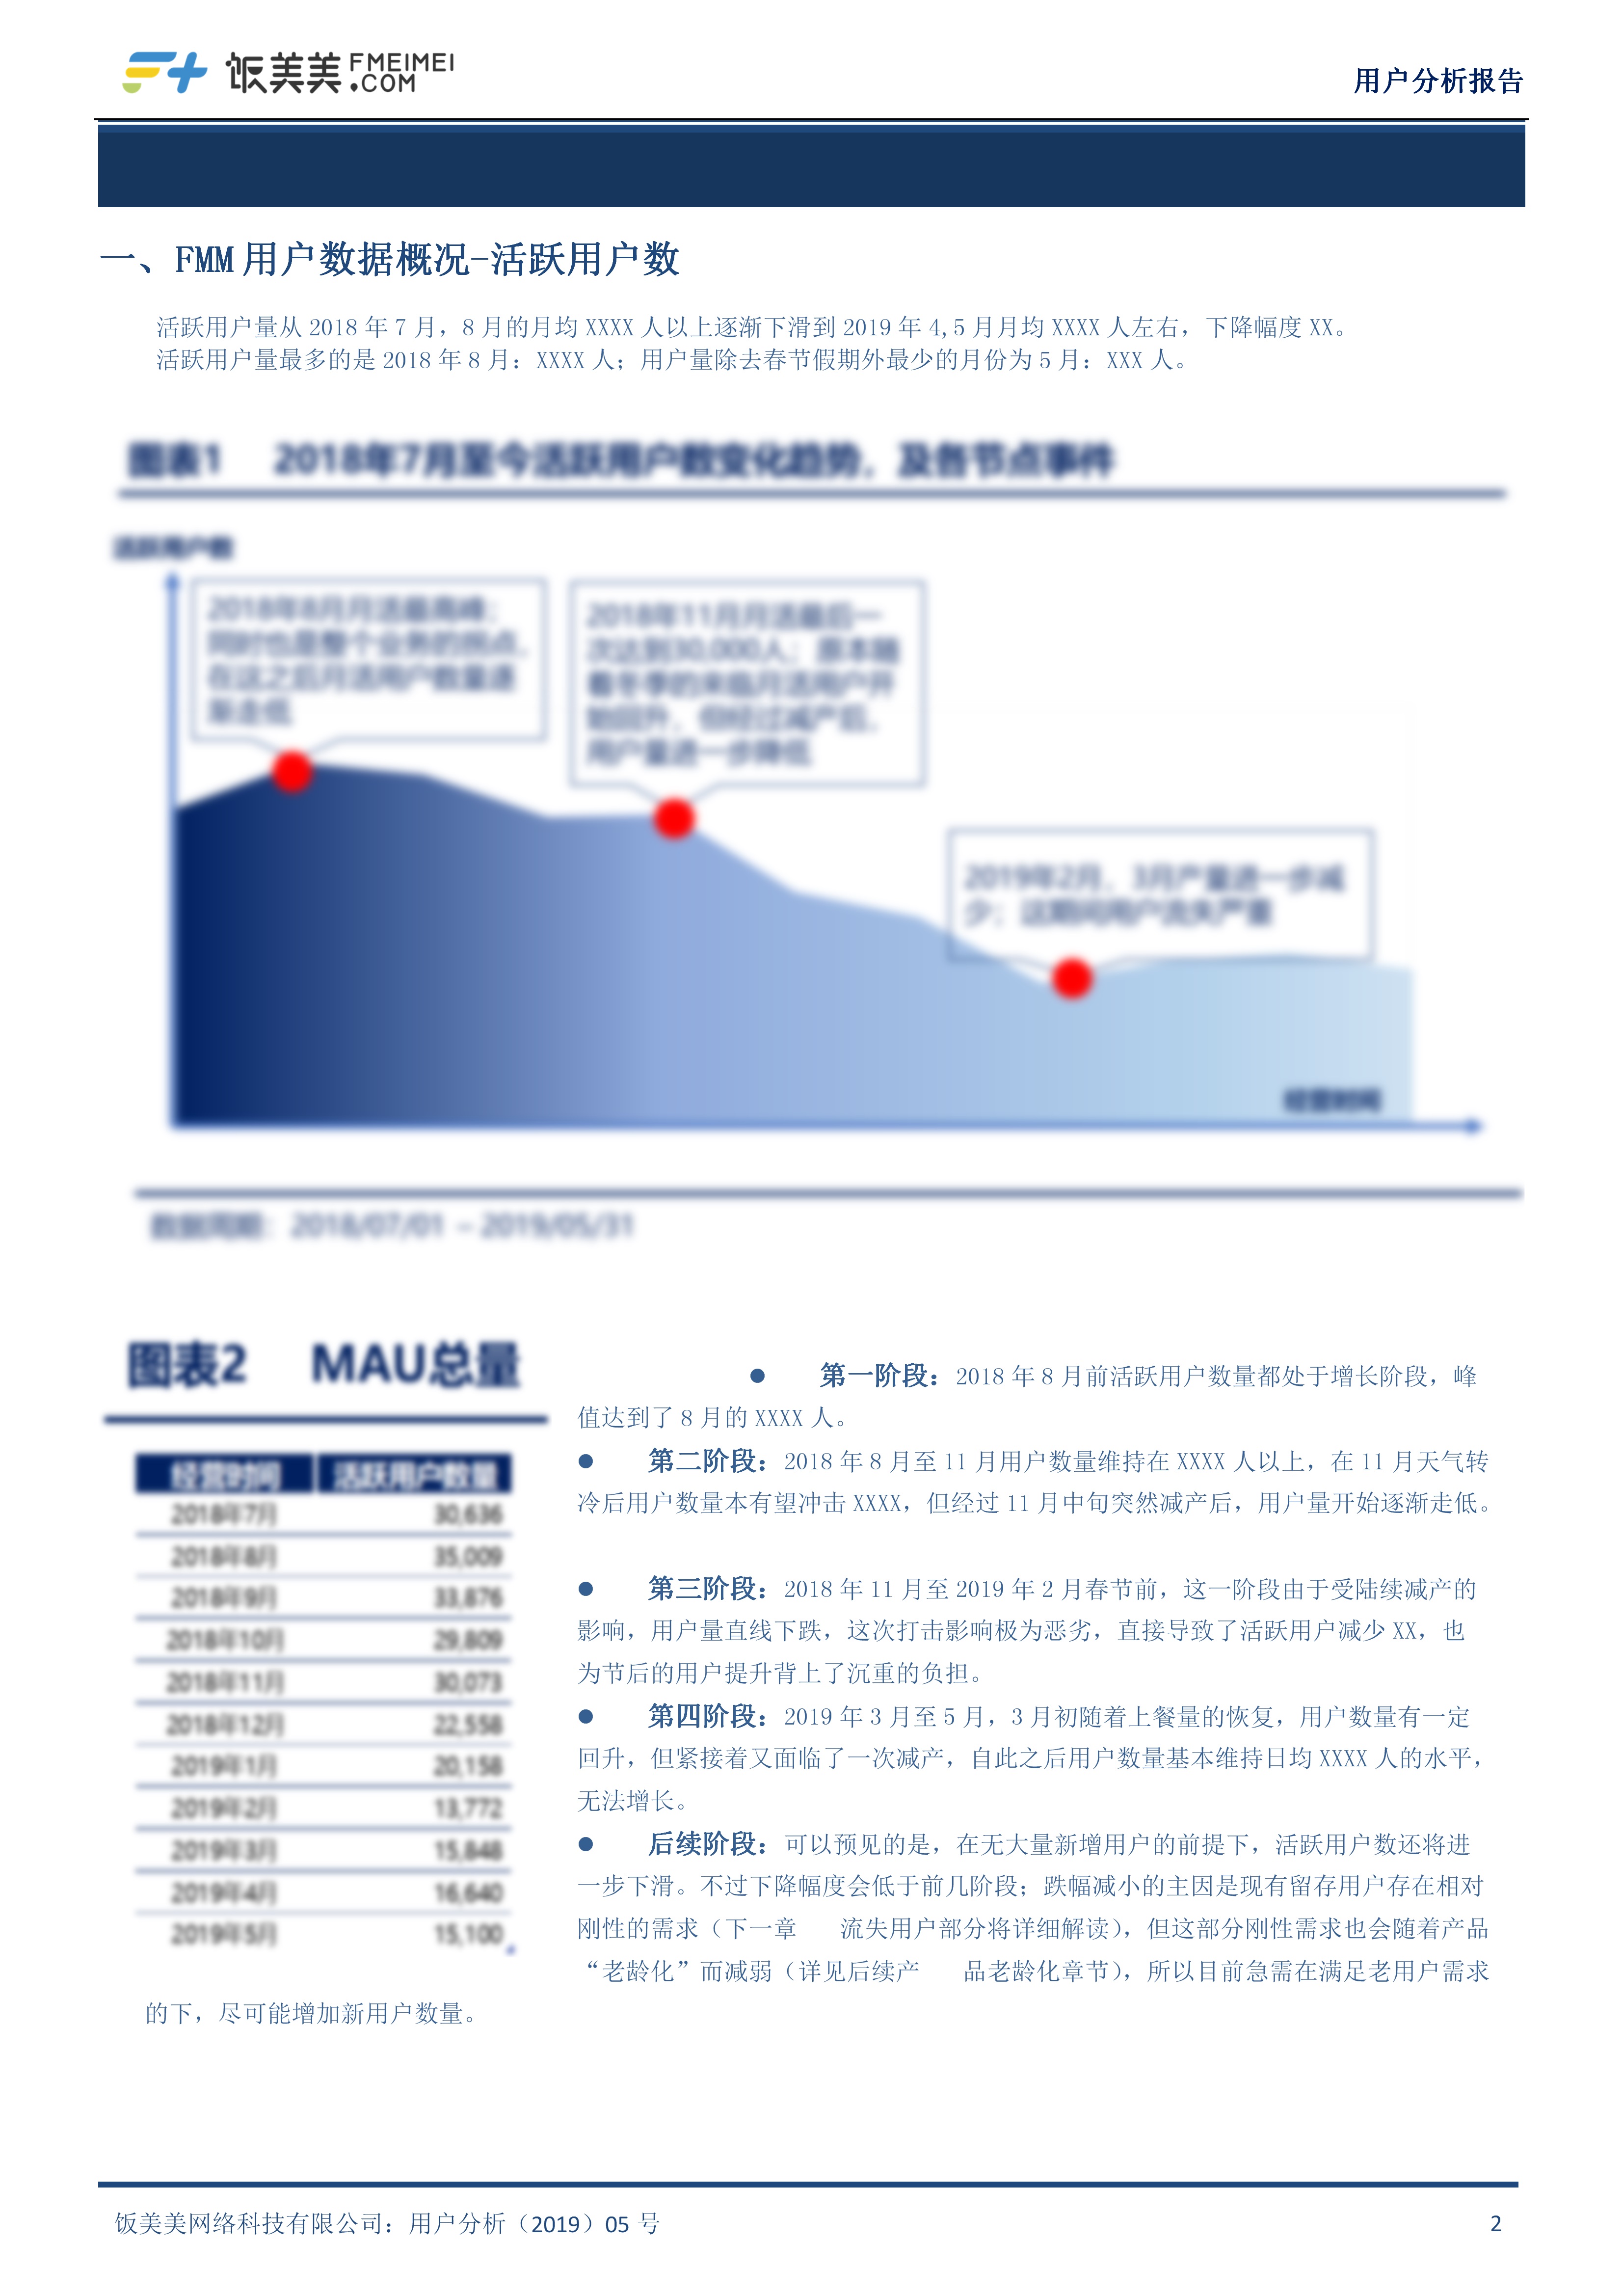 饭美美 FMEIMEI
.COM
用户分析报告
一、FMM 用户数据概况-活跃用户数
活跃用户量从 2018 年 7 月，8 月的月均 XXXX 人以上逐渐下滑到 2019 年 4,5 月月均 XXXX 人左右，下降幅度 XX。
活跃用户量最多的是 2018 年 8 月：XXXX 人；用户量除去春节假期外最少的月份为 5 月：XXX 人。
图表1 2018年7月至今活跃用户数变化趋势，及各节点事件
活跃用户数
2018年8月月活最高峰；
同时也是整个业务的拐点，
在这之后月活用户数量逐
渐走低
2018年11月月活最后一
次达到30,000人；原本随
着冬季的来临月活用户开
始回升，但经过减产后，
用户量进一步降低
2019年2月，3月产量进一步减
少；这期间用户流失严重
经营时间
数据周期：2018/07/01 – 2019/05/31
图表2 MAU总量
经营时间 活跃用户数量
2018年7月 30,636
2018年8月 35,009
2018年9月 33,876
2018年10月 29,809
2018年11月 30,073
2018年12月 22,558
2019年1月 20,158
2019年2月 13,772
2019年3月 15,848
2019年4月 16,640
2019年5月 15,100
● 第一阶段：2018 年 8 月前活跃用户数量都处于增长阶段，峰
值达到了 8 月的 XXXX 人。
● 第二阶段：2018 年 8 月至 11 月用户数量维持在 XXXX 人以上，在 11 月天气转
冷后用户数量本有望冲击 XXXX，但经过 11 月中旬突然减产后，用户量开始逐渐走低。
● 第三阶段：2018 年 11 月至 2019 年 2 月春节前，这一阶段由于受陆续减产的
影响，用户量直线下跌，这次打击影响极为恶劣，直接导致了活跃用户减少 XX，也
为节后的用户提升背上了沉重的负担。
● 第四阶段：2019 年 3 月至 5 月，3 月初随着上餐量的恢复，用户数量有一定
回升，但紧接着又面临了一次减产，自此之后用户数量基本维持日均 XXXX 人的水平，
无法增长。
● 后续阶段：可以预见的是，在无大量新增用户的前提下，活跃用户数还将进
一步下滑。不过下降幅度会低于前几阶段；跌幅减小的主因是现有留存用户存在相对
刚性的需求（下一章 流失用户部分将详细解读），但这部分刚性需求也会随着产品
“老龄化”而减弱（详见后续产 品老龄化章节），所以目前急需在满足老用户需求
的下，尽可能增加新用户数量。
饭美美网络科技有限公司：用户分析（2019）05 号
2